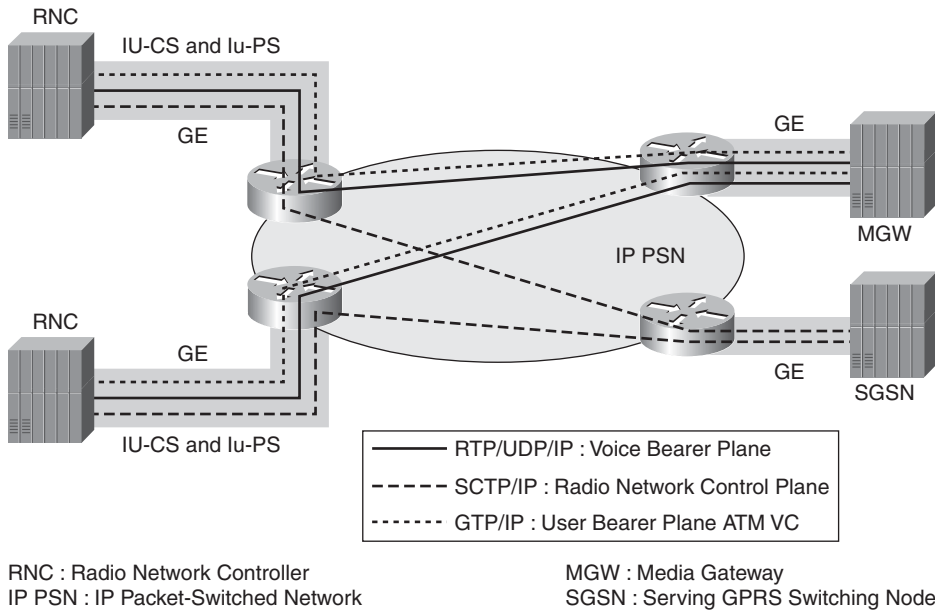 RNC
IU-CS and Iu-PS
GE
GE
MGW
IP PSN
RNC
GE
GE
SGSN
IU-CS and Iu-PS
RTP/UDP/IP : Voice Bearer Plane
SCTP/IP : Radio Network Control Plane
GTP/IP : User Bearer Plane ATM VC
RNC : Radio Network Controller
IP PSN : IP Packet-Switched Network
MGW : Media Gateway
SGSN : Serving GPRS Switching Node